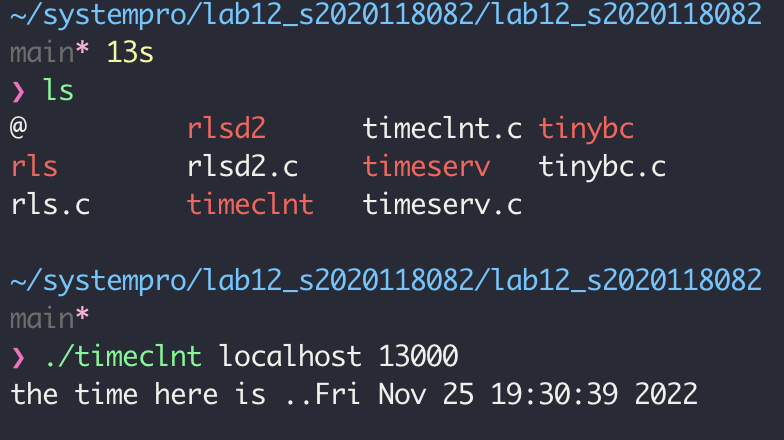 ~/systempro/lab12_s2020118082/lab12_s2020118082
main* 13s
❯ ls
@ rlsd2 timeclnt.c tinybc
rls rlsd2.c timeserv tinybc.c
rls.c timeclnt timeserv.c
~/systempro/lab12_s2020118082/lab12_s2020118082
main*
❯ ./timeclnt localhost 13000
the time here is ..Fri Nov 25 19:30:39 2022